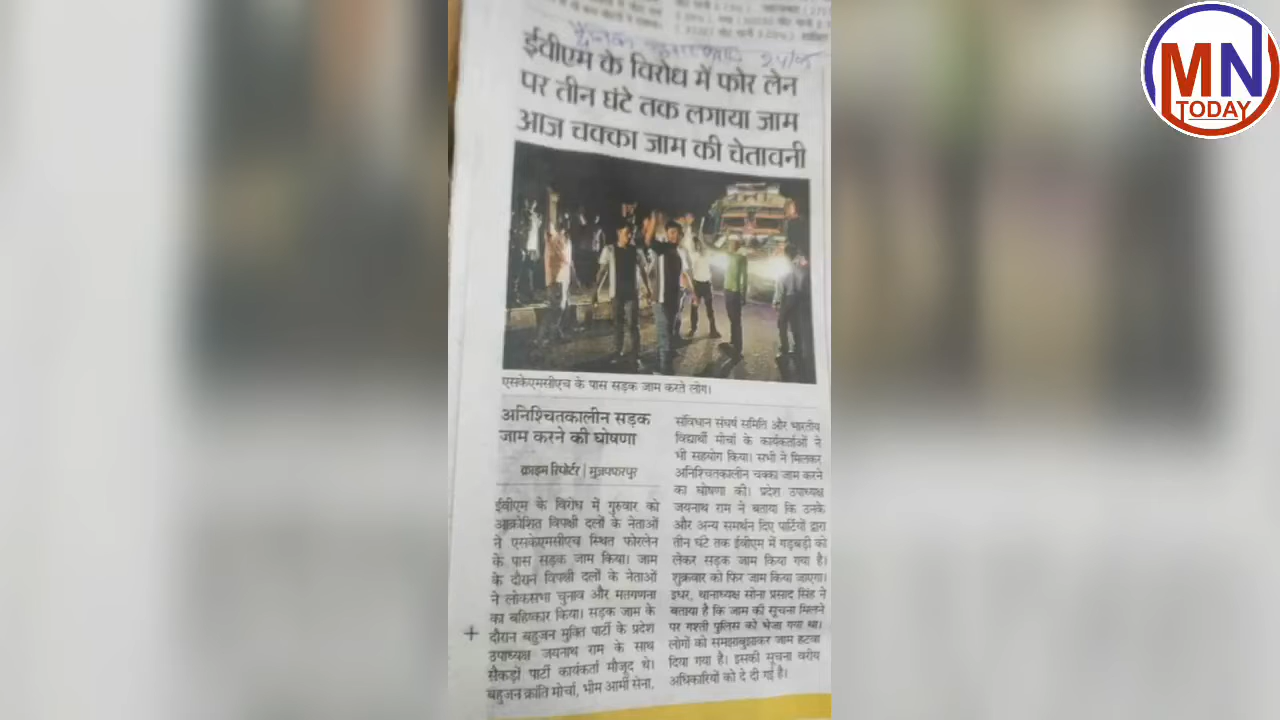 MN
TODAY
ईवीएम के विरोध में फोर लेन
पर तीन घंटे तक लगाया जाम
आज चक्का जाम की चेतावनी
एसकेएमसीएच के पास सड़क जाम करते लोग।
अनिश्चितकालीन सड़क
जाम करने की घोषणा
क्राइम रिपोर्टर | मुजफ्फरपुर
ईवीएम के विरोध में गुरुवार को
आक्रोशित विपक्षी दलों के नेताओं
ने एसकेएमसीएच स्थित फोरलेन
के पास सड़क जाम किया। जाम
के दौरान विपक्षी दलों के नेताओं
ने लोकसभा चुनाव और मतगणना
का बहिष्कार किया। सड़क जाम के
दौरान बहुजन मुक्ति पार्टी के प्रदेश
उपाध्यक्ष जयनाथ राम के साथ
सैकड़ों पार्टी कार्यकर्ता मौजूद थे।
बहुजन क्रांति मोर्चा, भीम आर्मी सेना,
संविधान संघर्ष समिति और भारतीय
विद्यार्थी मोर्चा के कार्यकर्ताओं ने
भी सहयोग किया। सभी ने मिलकर
अनिश्चितकालीन चक्का जाम करने
का घोषणा की। प्रदेश उपाध्यक्ष
जयनाथ राम ने बताया कि उनके
और अन्य समर्थन दिए पार्टियों द्वारा
तीन घंटे तक ईवीएम में गड़बड़ी को
लेकर सड़क जाम किया गया है।
शुक्रवार को फिर जाम किया जाएगा।
इधर, थानाध्यक्ष सोना प्रसाद सिंह ने
बताया है कि जाम की सूचना मिलने
पर गश्ती पुलिस को भेजा गया था।
लोगों को समझाबुझाकर जाम हटवा
दिया गया है। इसकी सूचना वरीय
अधिकारियों को दे दी गई है।